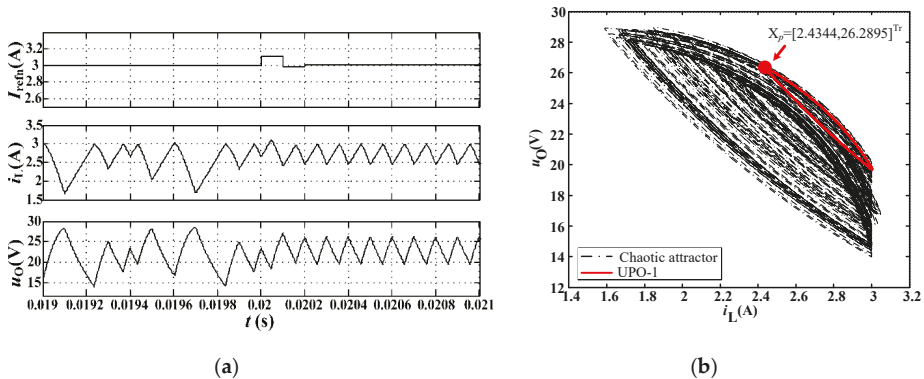 (a)
I_refn(A)
3.2
3
2.8
2.6
i_L(A)
3.5
3
2.5
2
1.5
u_O(V)
30
25
20
15
0.019 0.0192 0.0194 0.0196 0.0198 0.02 0.0202 0.0204 0.0206 0.0208 0.021
t (s)
(b)
X_p=[2.4344,26.2895]^Tr
u_O(V)
30
28
26
24
22
20
18
16
14
12
Chaotic attractor
UPO-1
1.4 1.6 1.8 2 2.2 2.4 2.6 2.8 3 3.2
i_L(A)
(a)
(b)